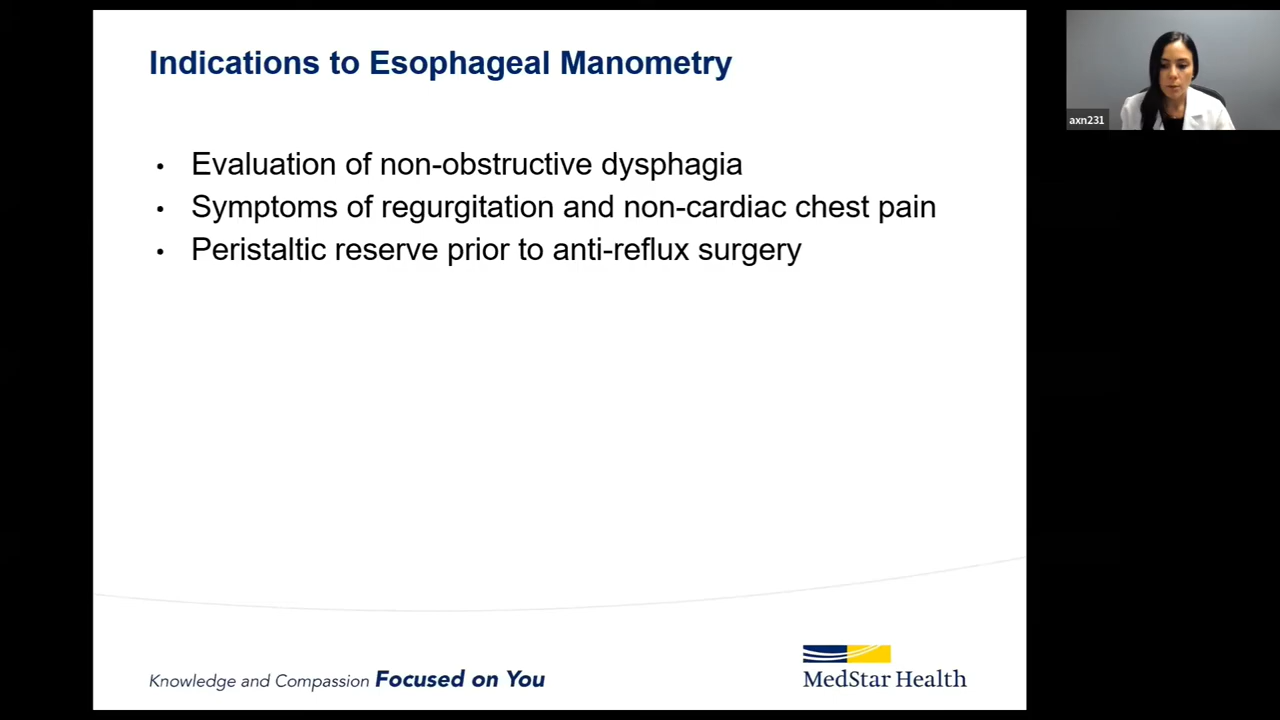 Indications to Esophageal Manometry
• Evaluation of non-obstructive dysphagia
• Symptoms of regurgitation and non-cardiac chest pain
• Peristaltic reserve prior to anti-reflux surgery
axn231
Knowledge and Compassion Focused on You
MedStar Health